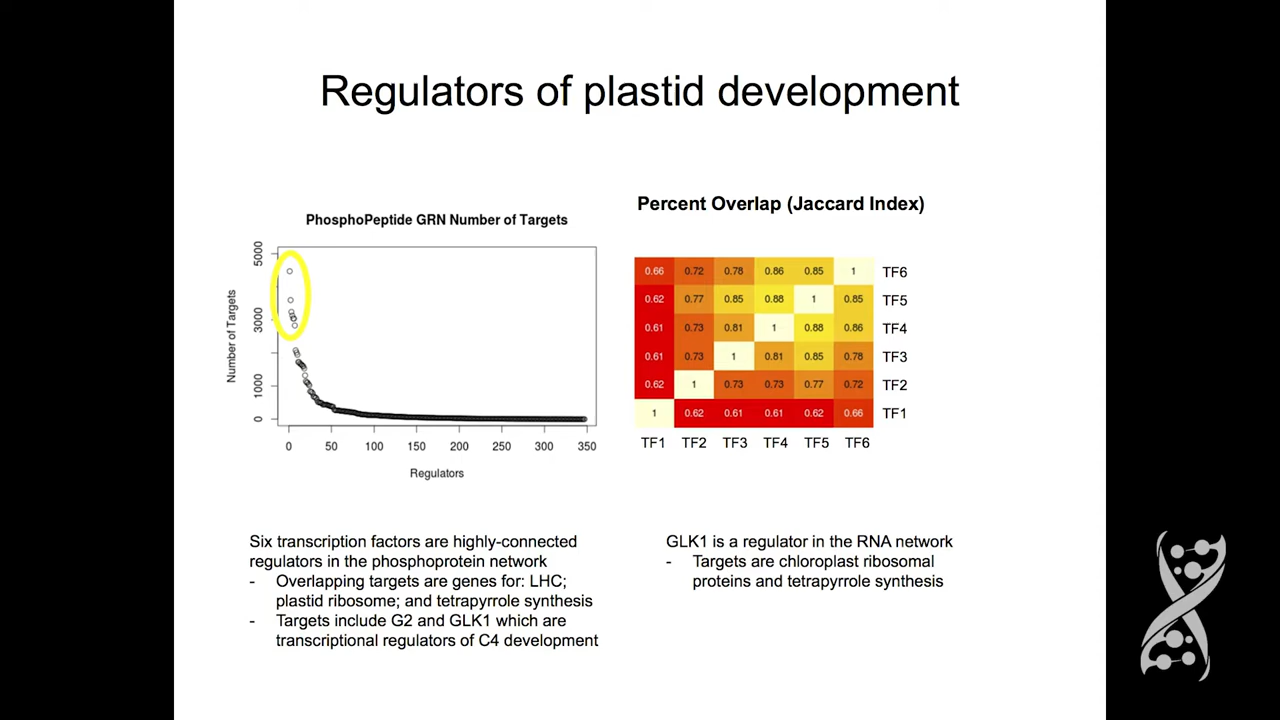 Regulators of plastid development
PhosphoPeptide GRN Number of Targets
Number of Targets
5000
3000
1000
0
0 50 100 150 200 250 300 350
Regulators
Percent Overlap (Jaccard Index)
0.66 0.72 0.78 0.86 0.85 1 TF6
0.62 0.77 0.85 0.88 1 0.85 TF5
0.61 0.73 0.81 1 0.88 0.86 TF4
0.61 0.73 1 0.81 0.85 0.78 TF3
0.62 1 0.73 0.73 0.77 0.72 TF2
1 0.62 0.61 0.61 0.62 0.66 TF1
TF1 TF2 TF3 TF4 TF5 TF6
Six transcription factors are highly-connected
regulators in the phosphoprotein network
- Overlapping targets are genes for: LHC;
plastid ribosome; and tetrapyrrole synthesis
- Targets include G2 and GLK1 which are
transcriptional regulators of C4 development
GLK1 is a regulator in the RNA network
- Targets are chloroplast ribosomal
proteins and tetrapyrrole synthesis